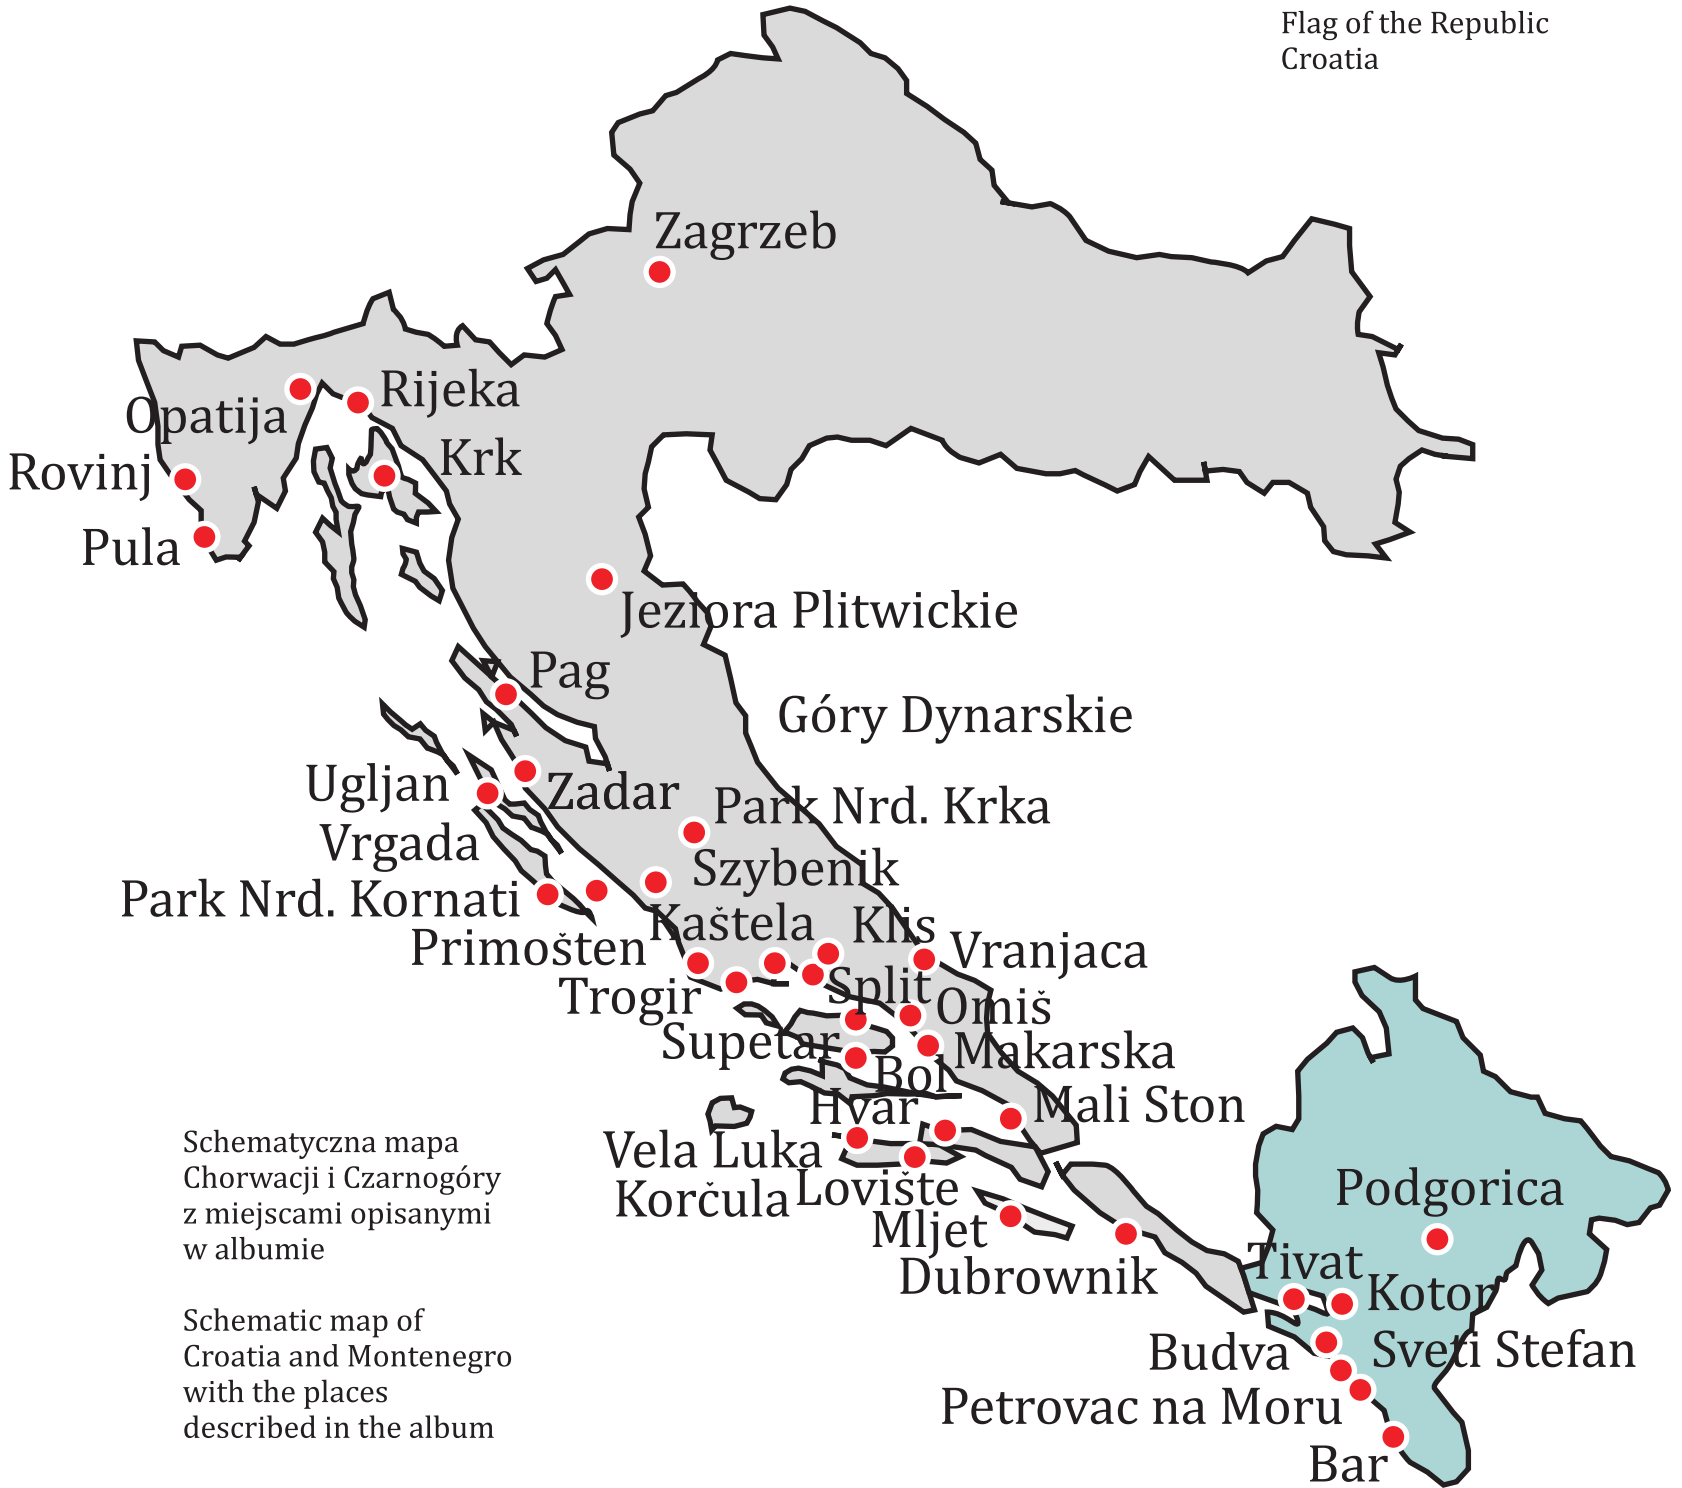 Flag of the Republic
Croatia
Zagrzeb
Rijeka
Opatija
Krk
Rovinj
Pula
Jeziora Plitwickie
Pag
Góry Dynarskie
Ugljan
Zadar
Park Nrd. Krka
Vrgada
Szybenik
Park Nrd. Kornati
Kaštela
Klis
Primošten
Vranjaca
Trogir
Split
Omiš
Supetar
Makarska
Bol
Hvar
Mali Ston
Vela Luka
Lovište
Korčula
Mljet
Dubrownik
Podgorica
Tivat
Kotor
Budva
Sveti Stefan
Petrovac na Moru
Bar
Schematyczna mapa
Chorwacji i Czarnogóry
z miejscami opisanymi
w albumie
Schematic map of
Croatia and Montenegro
with the places
described in the album